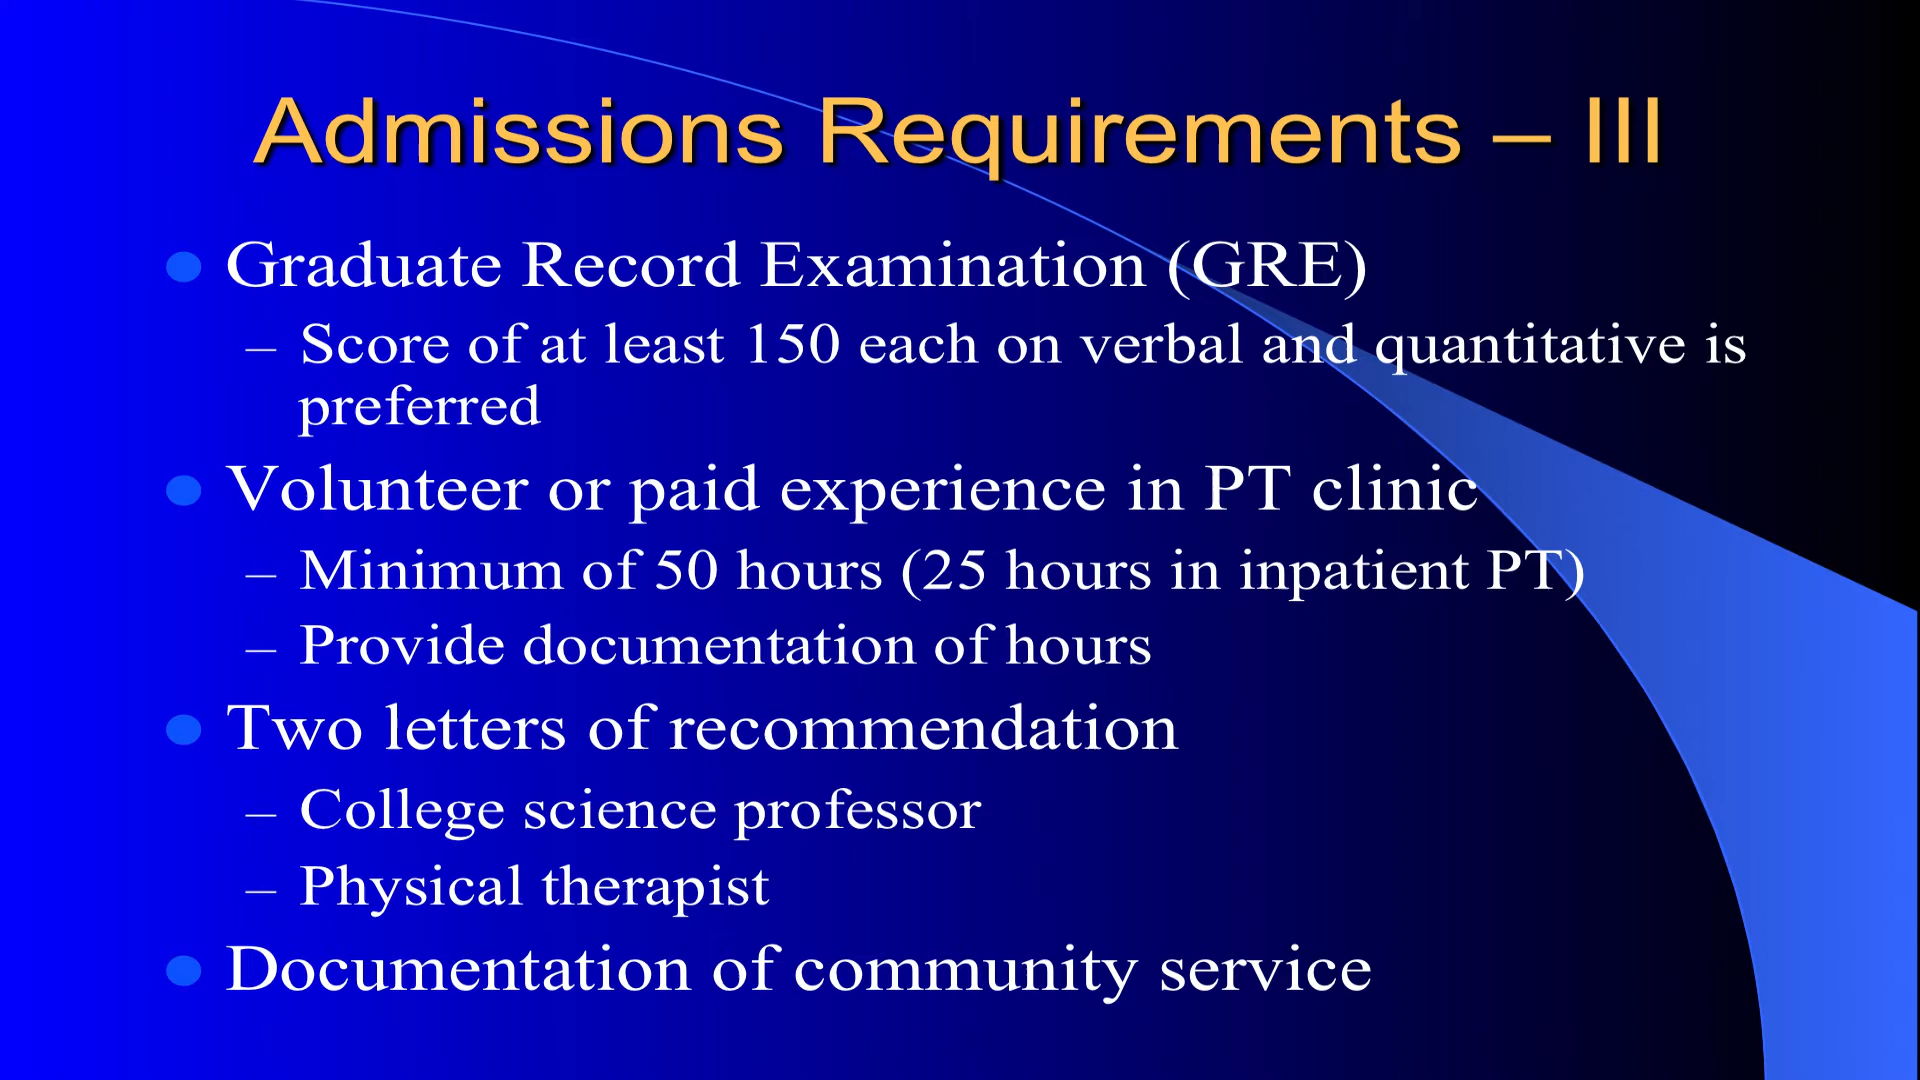 Admissions Requirements – III
Graduate Record Examination (GRE)
– Score of at least 150 each on verbal and quantitative is
preferred
Volunteer or paid experience in PT clinic
– Minimum of 50 hours (25 hours in inpatient PT)
– Provide documentation of hours
Two letters of recommendation
– College science professor
– Physical therapist
Documentation of community service